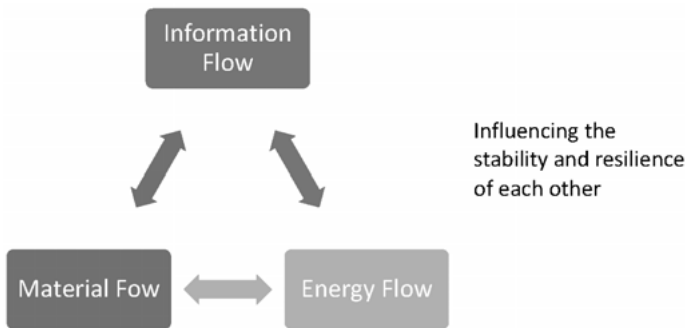 Information
Flow
Influencing the
stability and resilience
of each other
Material Fow
Energy Flow